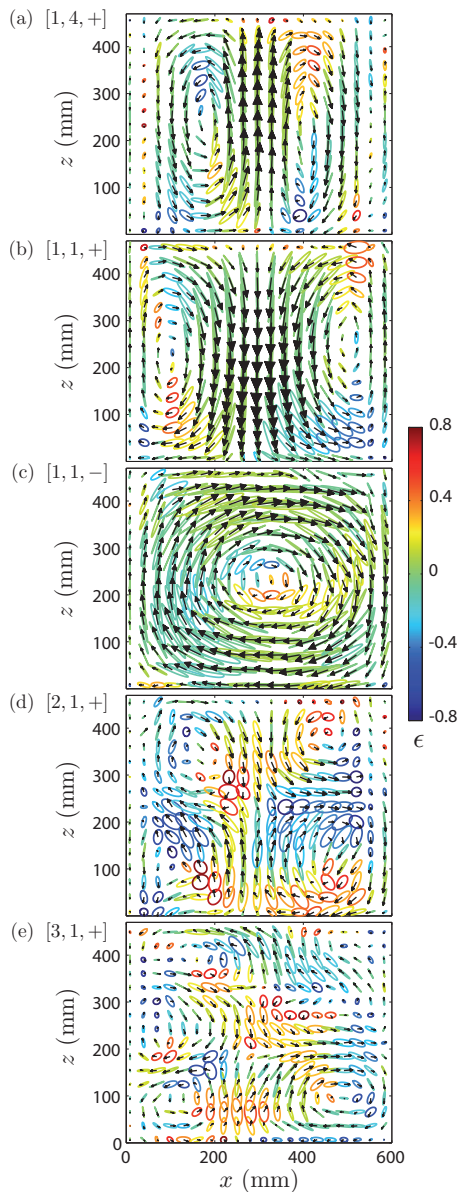 (a) [1, 4, +]
400
300
200
100
z (mm)
(b) [1, 1, +]
400
300
200
100
z (mm)
(c) [1, 1, −]
400
300
200
100
z (mm)
0.8
0.4
0
-0.4
-0.8
ϵ
(d) [2, 1, +]
400
300
200
100
z (mm)
(e) [3, 1, +]
400
300
200
100
0
z (mm)
0 200 400 600
x (mm)